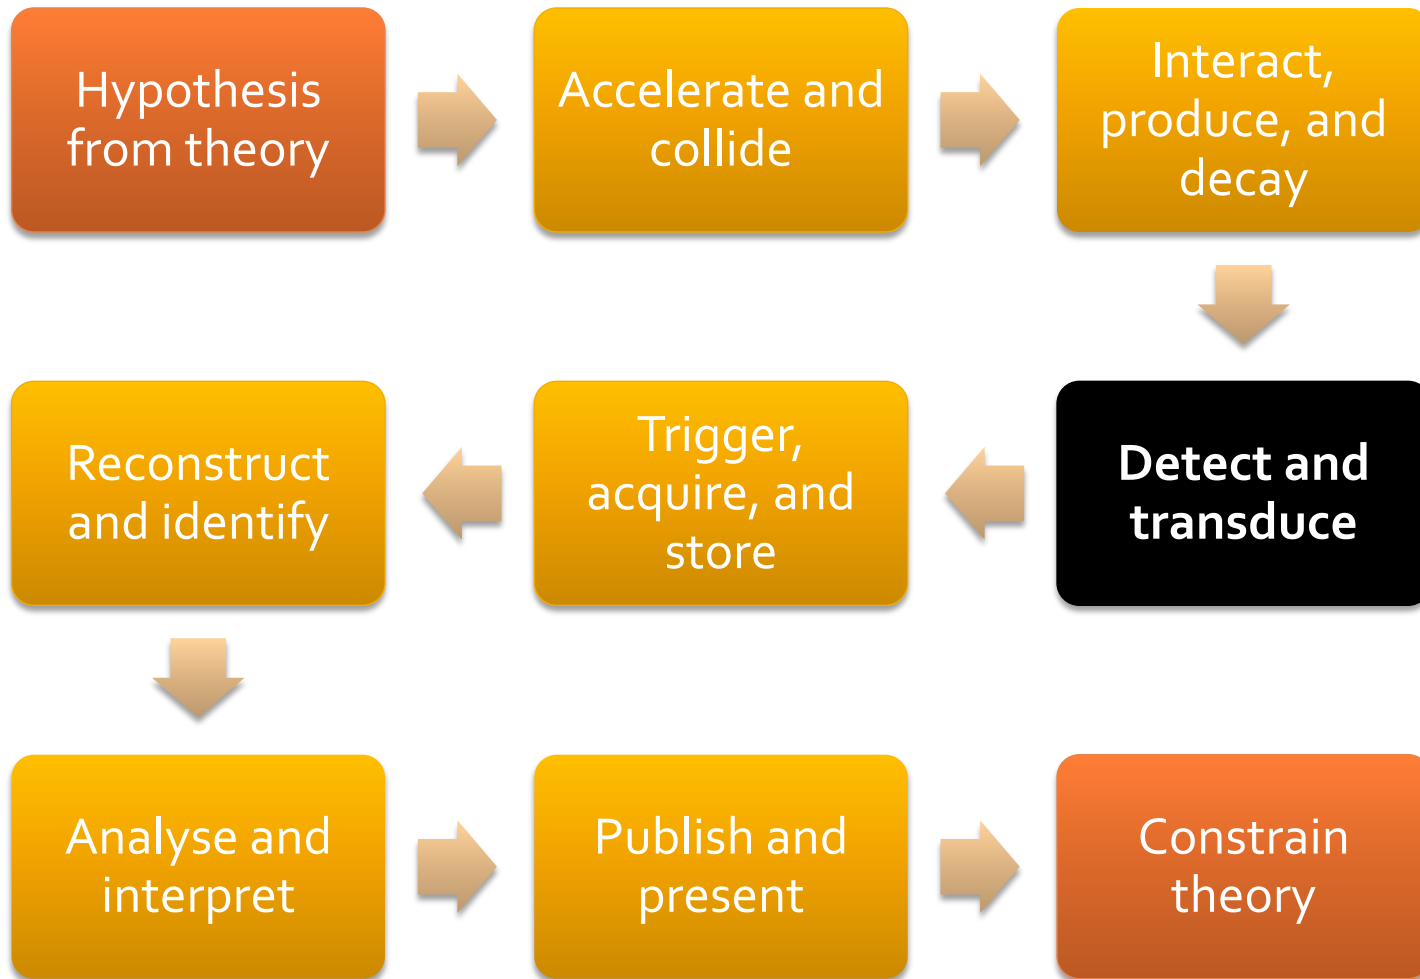 Hypothesis
from theory
Accelerate and
collide
Interact,
produce, and
decay
Detect and
transduce
Trigger,
acquire, and
store
Reconstruct
and identify
Analyse and
interpret
Publish and
present
Constrain
theory